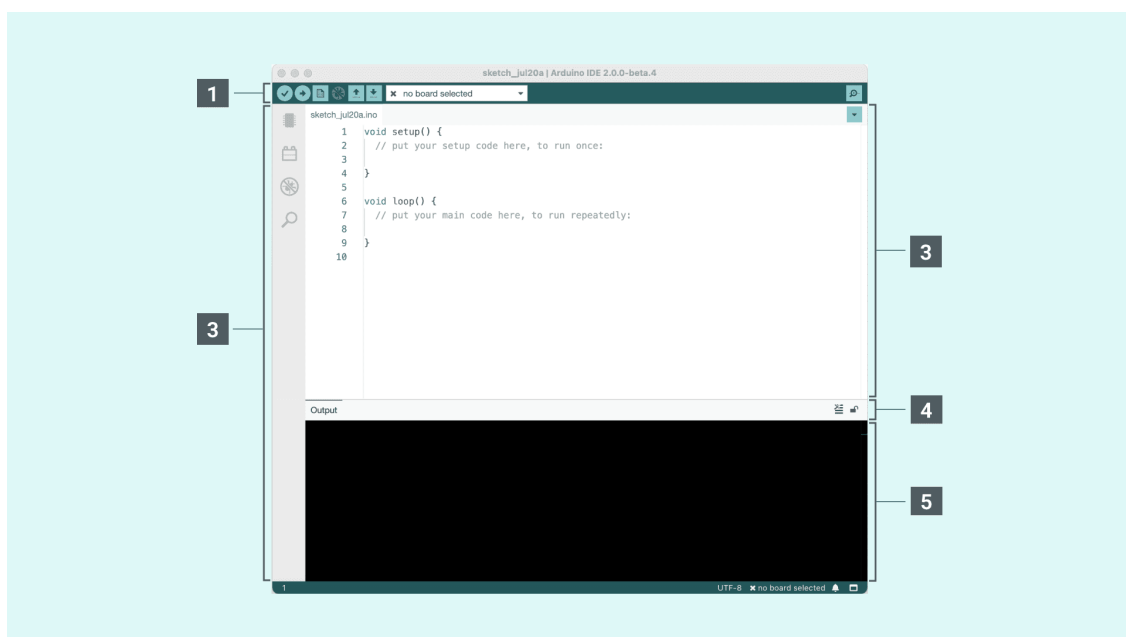 sketch_jul20a | Arduino IDE 2.0.0-beta.4
1
no board selected
sketch_jul20a.ino
1 void setup() {
2 // put your setup code here, to run once:
3
4 }
5
6 void loop() {
7 // put your main code here, to run repeatedly:
8
9 }
10
3
3
Output
4
5
1 UTF-8 no board selected